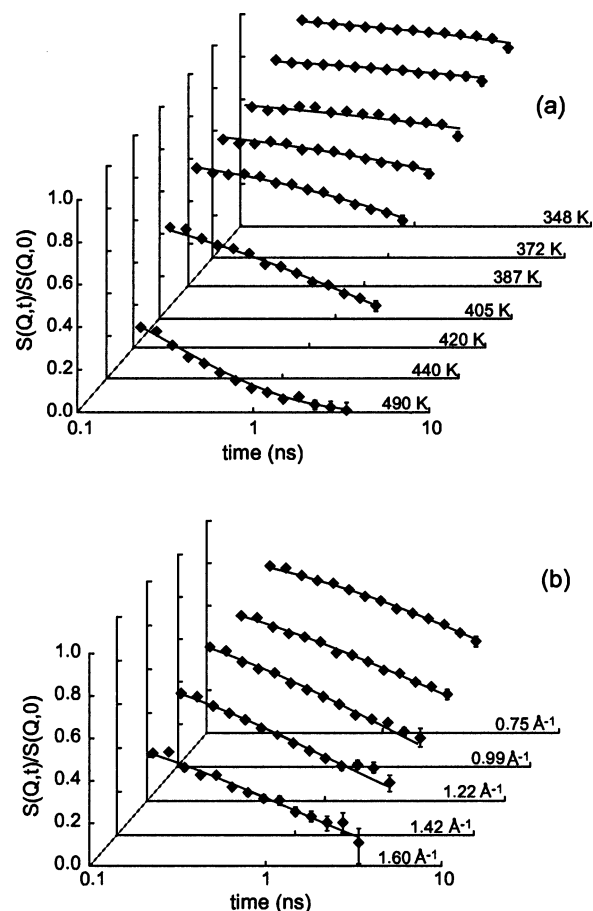 (a)
1.0
0.8
0.6
0.4
0.2
0.0
S(Q,t)/S(Q,0)
348 K
372 K
387 K
405 K
420 K
440 K
490 K
0.1
1
10
time (ns)
(b)
1.0
0.8
0.6
0.4
0.2
0.0
S(Q,t)/S(Q,0)
0.75 Å⁻¹
0.99 Å⁻¹
1.22 Å⁻¹
1.42 Å⁻¹
1.60 Å⁻¹
0.1
1
10
time (ns)